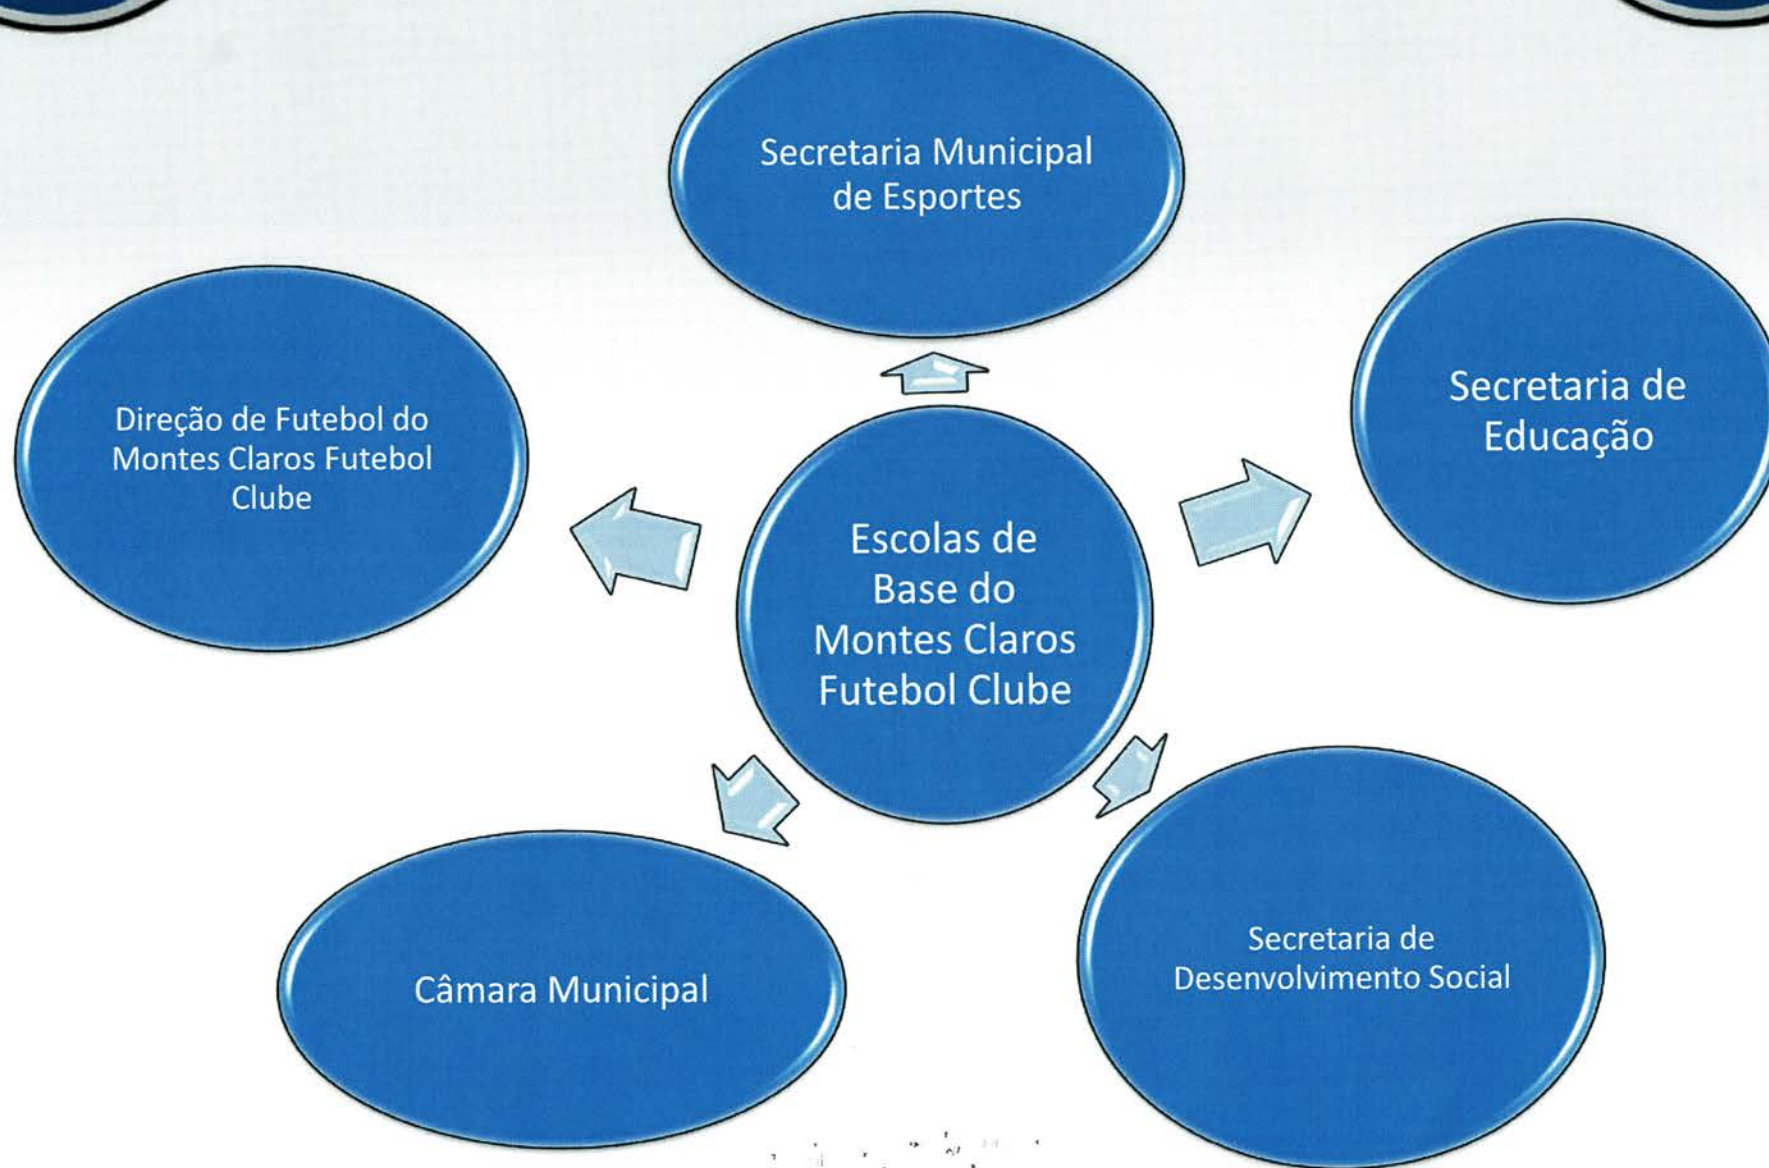 Secretaria Municipal
de Esportes
Direção de Futebol do
Montes Claros Futebol
Clube
Secretaria de
Educação
Escolas de
Base do
Montes Claros
Futebol Clube
Câmara Municipal
Secretaria de
Desenvolvimento Social